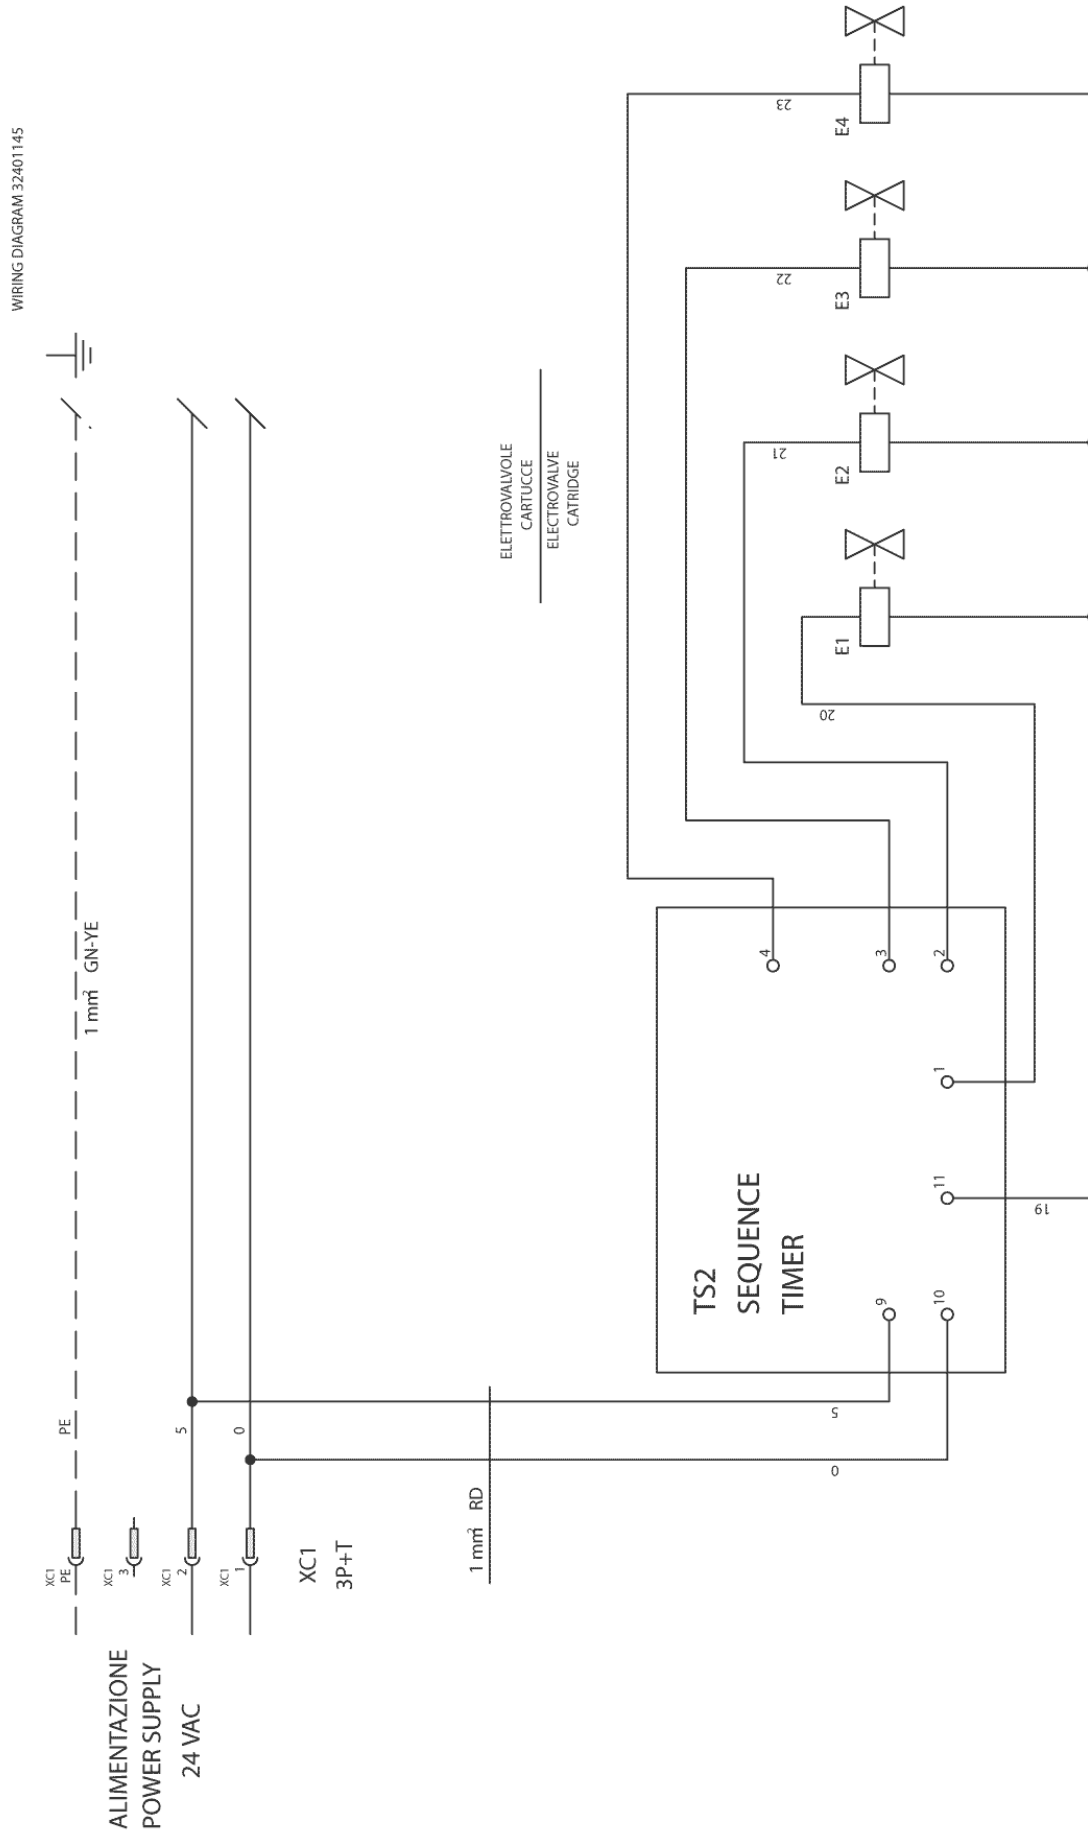 WIRING DIAGRAM 32401145
ALIMENTAZIONE
POWER SUPPLY
24 VAC
XC1
PE
PE
1 mm² GN-YE
XC1
3
XC1
2
5
XC1
1
0
XC1
3P+T
1 mm² RD
5
0
ELETTROVALVOLE
CARTUCCE
ELECTROVALVE
CATRIDGE
TS2
SEQUENCE
TIMER
9
10
11
1
2
3
4
19
20
21
22
23
E1
E2
E3
E4